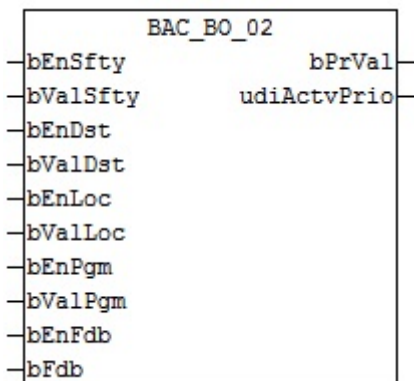 BAC_BO_02
bEnSfty bPrVal
bValSfty udiActvPrio
bEnDst
bValDst
bEnLoc
bValLoc
bEnPgm
bValPgm
bEnFdb
bFdb